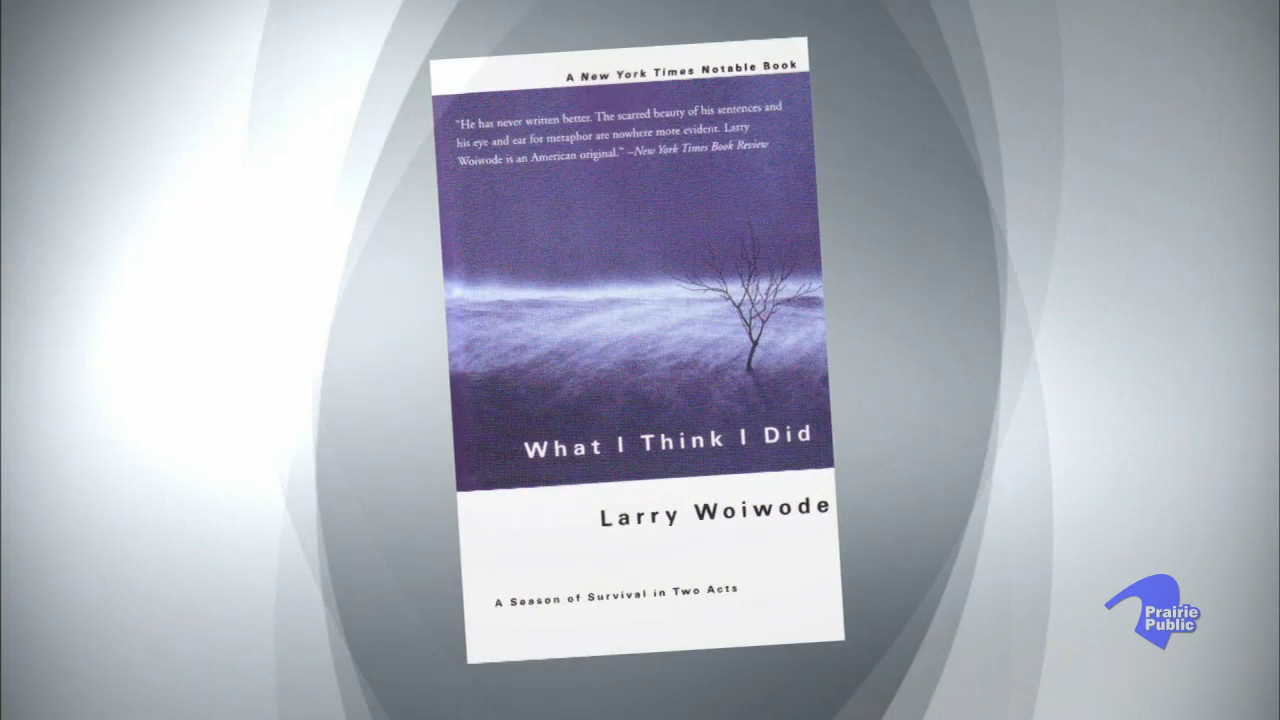 A New York Times Notable Book
"He has never written better. The scarred beauty of his sentences and
his eye and ear for metaphor are nowhere more evident. Larry
Woiwode is an American original." –New York Times Book Review
What I Think I Did
Larry Woiwode
A Season of Survival in Two Acts
Prairie
Public